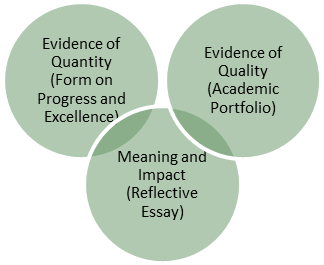 Evidence of
Quantity
(Form on
Progress and
Excellence)
Evidence of
Quality
(Academic
Portfolio)
Meaning and
Impact
(Reflective
Essay)